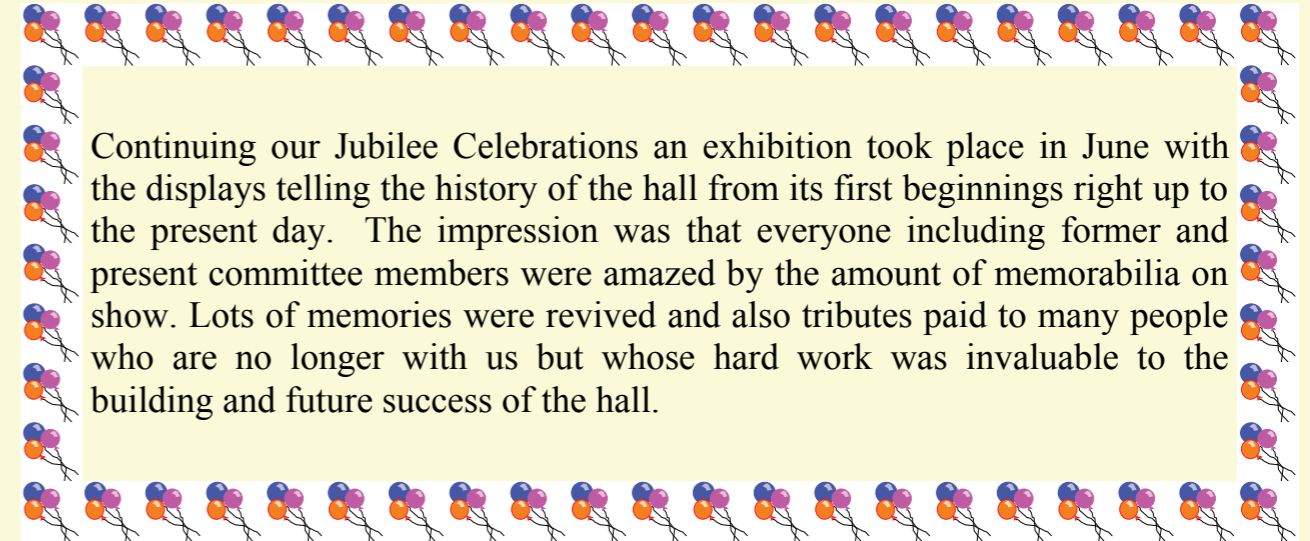 Continuing our Jubilee Celebrations an exhibition took place in June with
the displays telling the history of the hall from its first beginnings right up to
the present day.  The impression was that everyone including former and
present committee members were amazed by the amount of memorabilia on
show. Lots of memories were revived and also tributes paid to many people
who are no longer with us but whose hard work was invaluable to the
building and future success of the hall.